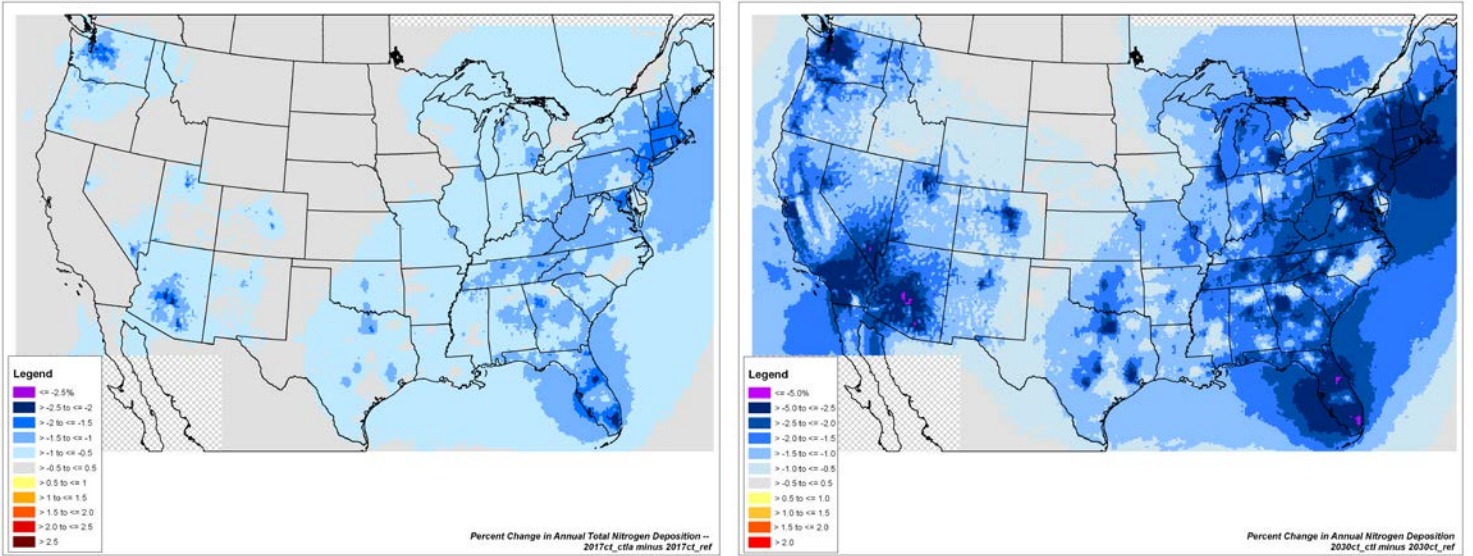 Legend
<= -2.5%
> -2.5 to <= -2
> -2 to <= -1.5
> -1.5 to <= -1
> -1 to <= -0.5
> -0.5 to <= 0.5
> 0.5 to <= 1
> 1 to <= 1.5
> 1.5 to <= 2.0
> 2.0 to <= 2.5
> 2.5
Percent Change in Annual Total Nitrogen Deposition --
2017ct_ctla minus 2017ct_ref
Legend
<= -5.0%
> -5.0 to <= -2.5
> -2.5 to <= -2.0
> -2.0 to <= -1.5
> -1.5 to <= -1.0
> -1.0 to <= -0.5
> -0.5 to <= 0.5
> 0.5 to <= 1.0
> 1.0 to <= 1.5
> 1.5 to <= 2.0
> 2.0
Percent Change in Annual Nitrogen Deposition
2030ct_ctl minus 2030ct_ref